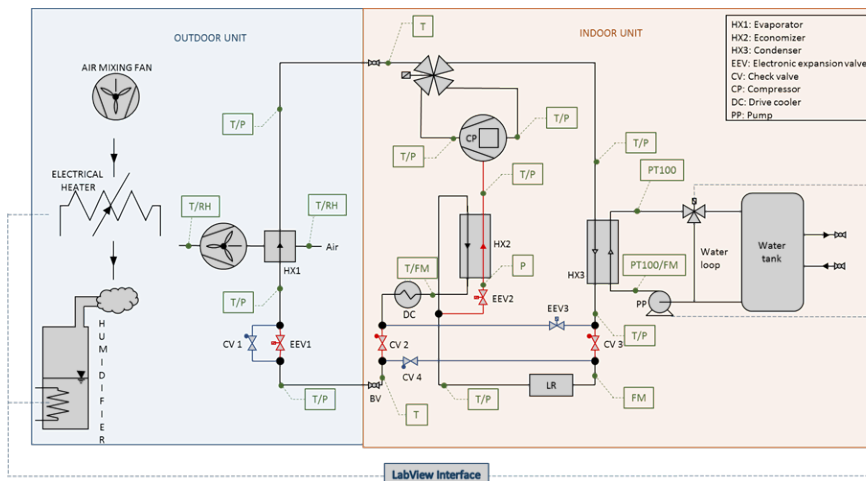 OUTDOOR UNIT
INDOOR UNIT
HX1: Evaporator
HX2: Economizer
HX3: Condenser
EEV: Electronic expansion valve
CV: Check valve
CP: Compressor
DC: Drive cooler
PP: Pump
AIR MIXING FAN
ELECTRICAL
HEATER
HUMIDIFIER
T
T/P
T/P
T/P
CP
T/P
T/P
PT100
T/RH
T/RH
Air
HX1
HX2
HX3
T/FM
P
PT100/FM
Water
loop
Water
tank
T/P
DC
EEV2
EEV3
PP
T/P
CV 1
EEV1
CV 2
CV 3
CV 4
T/P
BV
T
T/P
LR
FM
LabView Interface